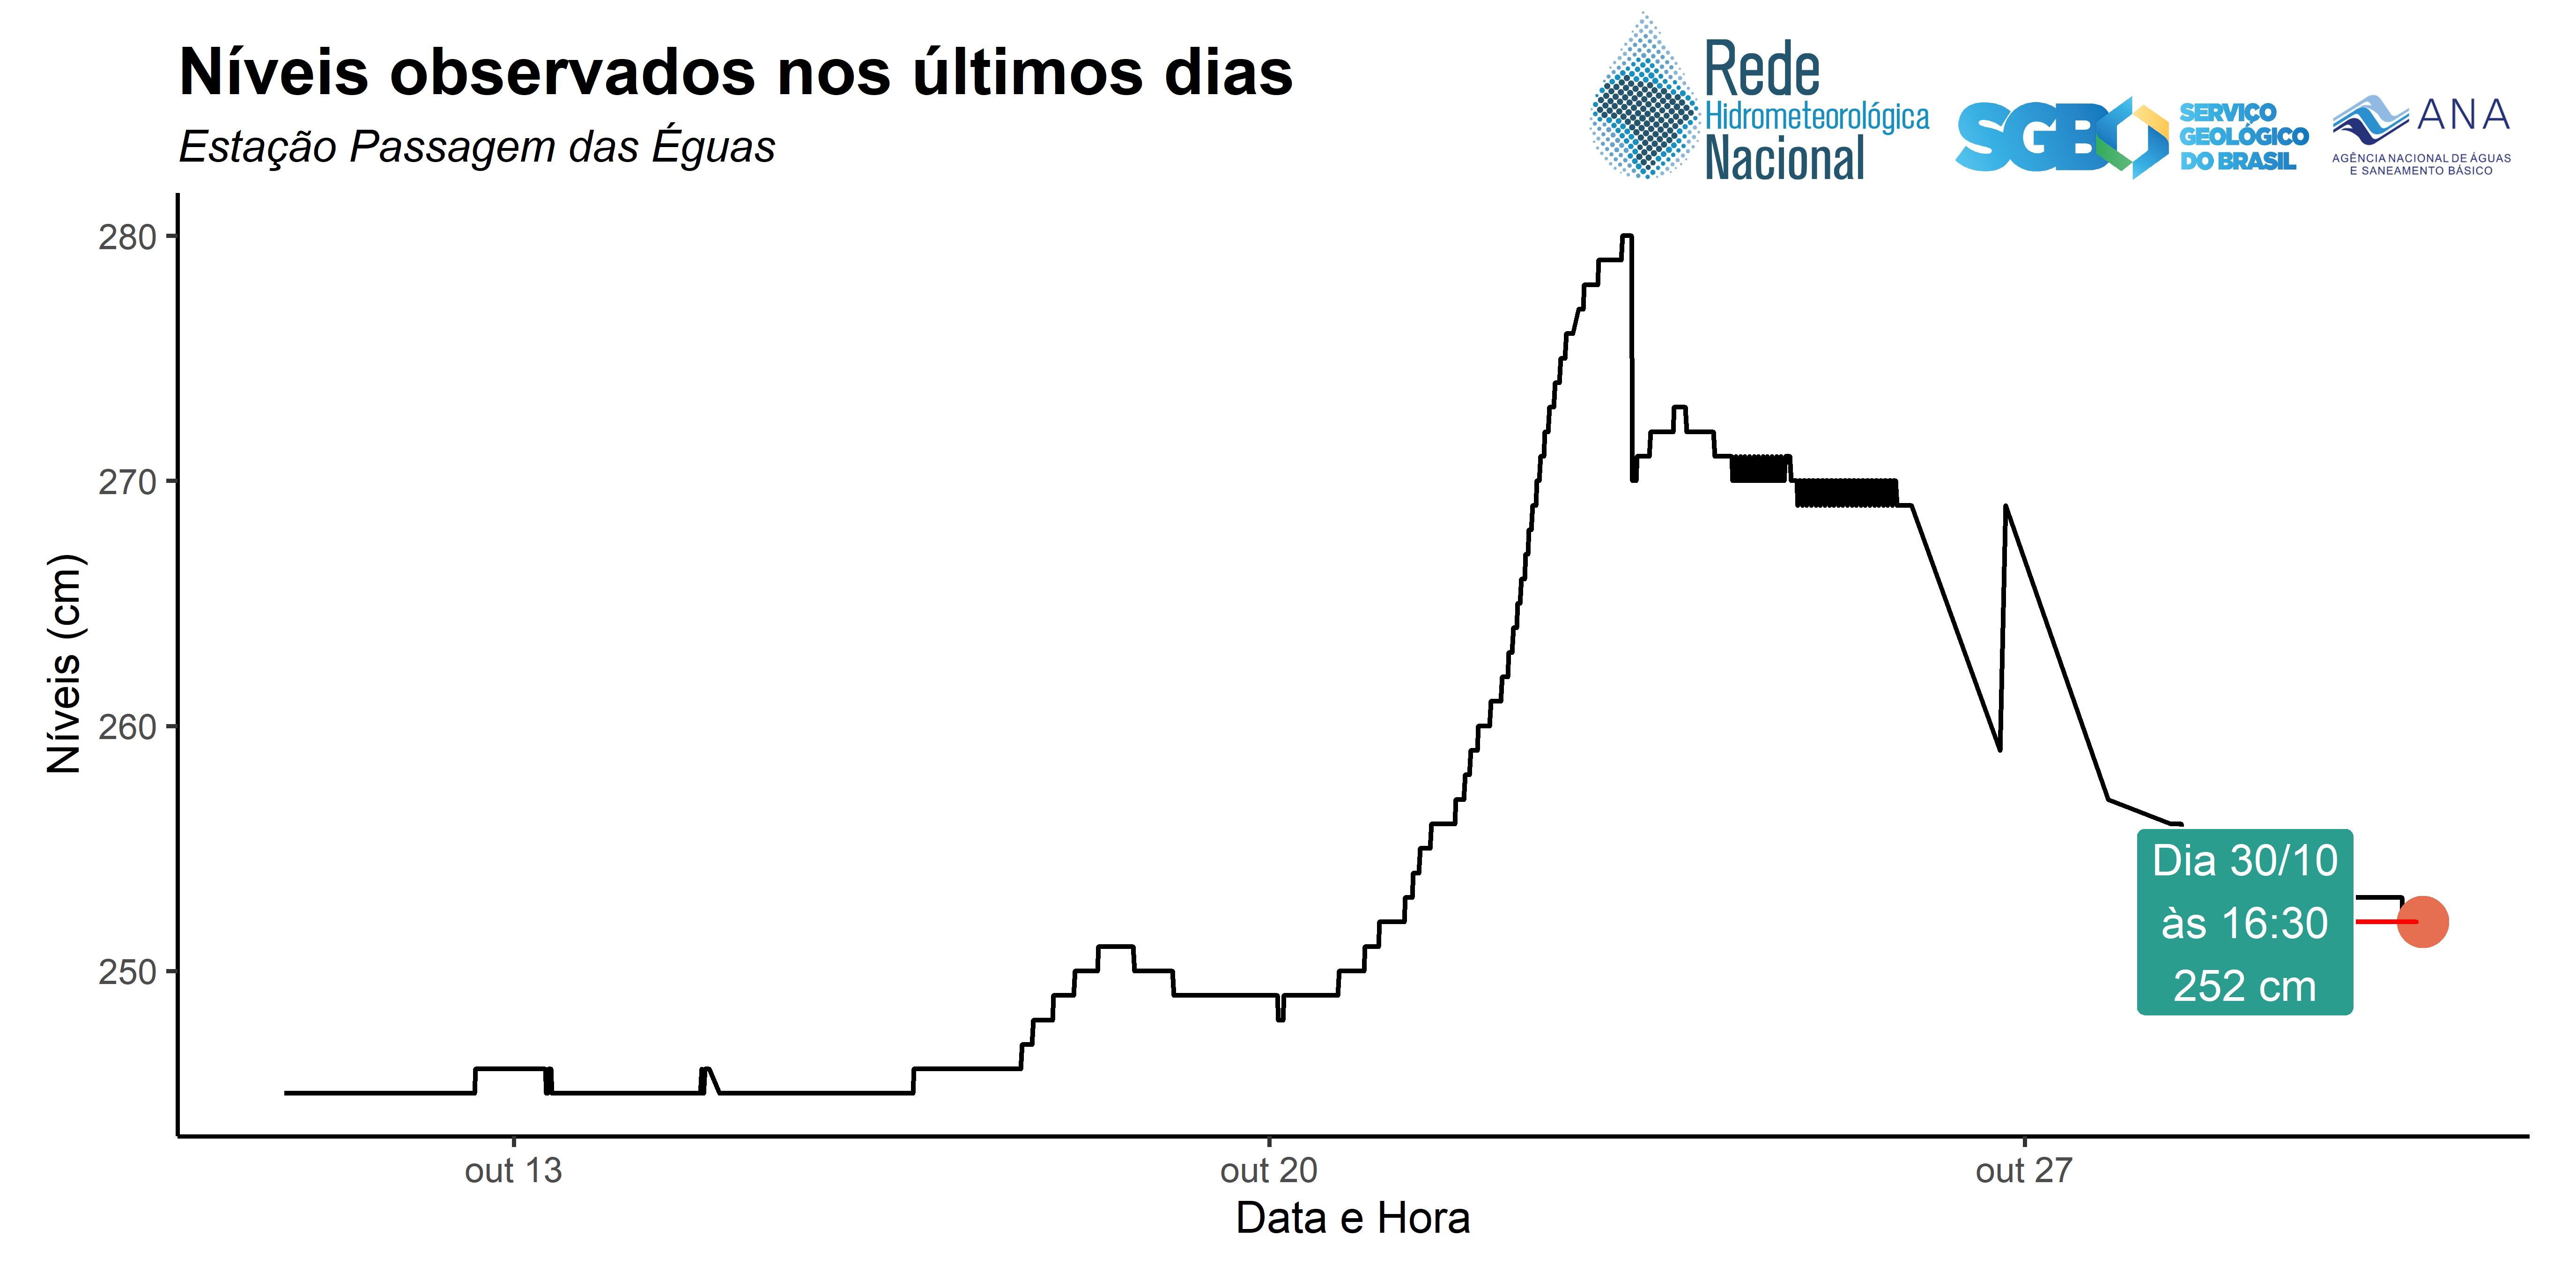 Níveis observados nos últimos dias
Estação Passagem das Éguas
Rede
Hidrometeorológica
Nacional
SGB
SERVIÇO
GEOLÓGICO
DO BRASIL
ANA
AGÊNCIA NACIONAL DE ÁGUAS
E SANEAMENTO BÁSICO
Níveis (cm)
280
270
260
250
Dia 30/10
às 16:30
252 cm
out 13
out 20
out 27
Data e Hora